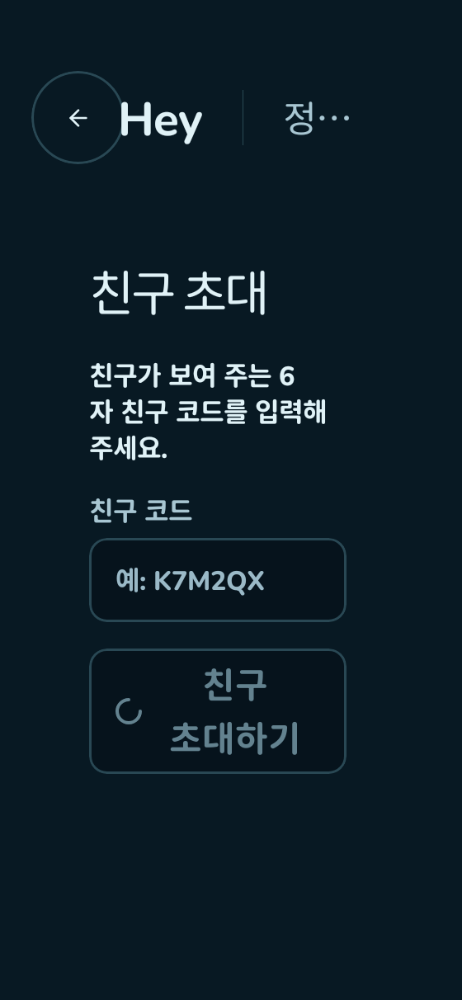 Hey
정…
친구 초대
친구가 보여 주는 6
자 친구 코드를 입력해
주세요.
친구 코드
예: K7M2QX
친구
초대하기